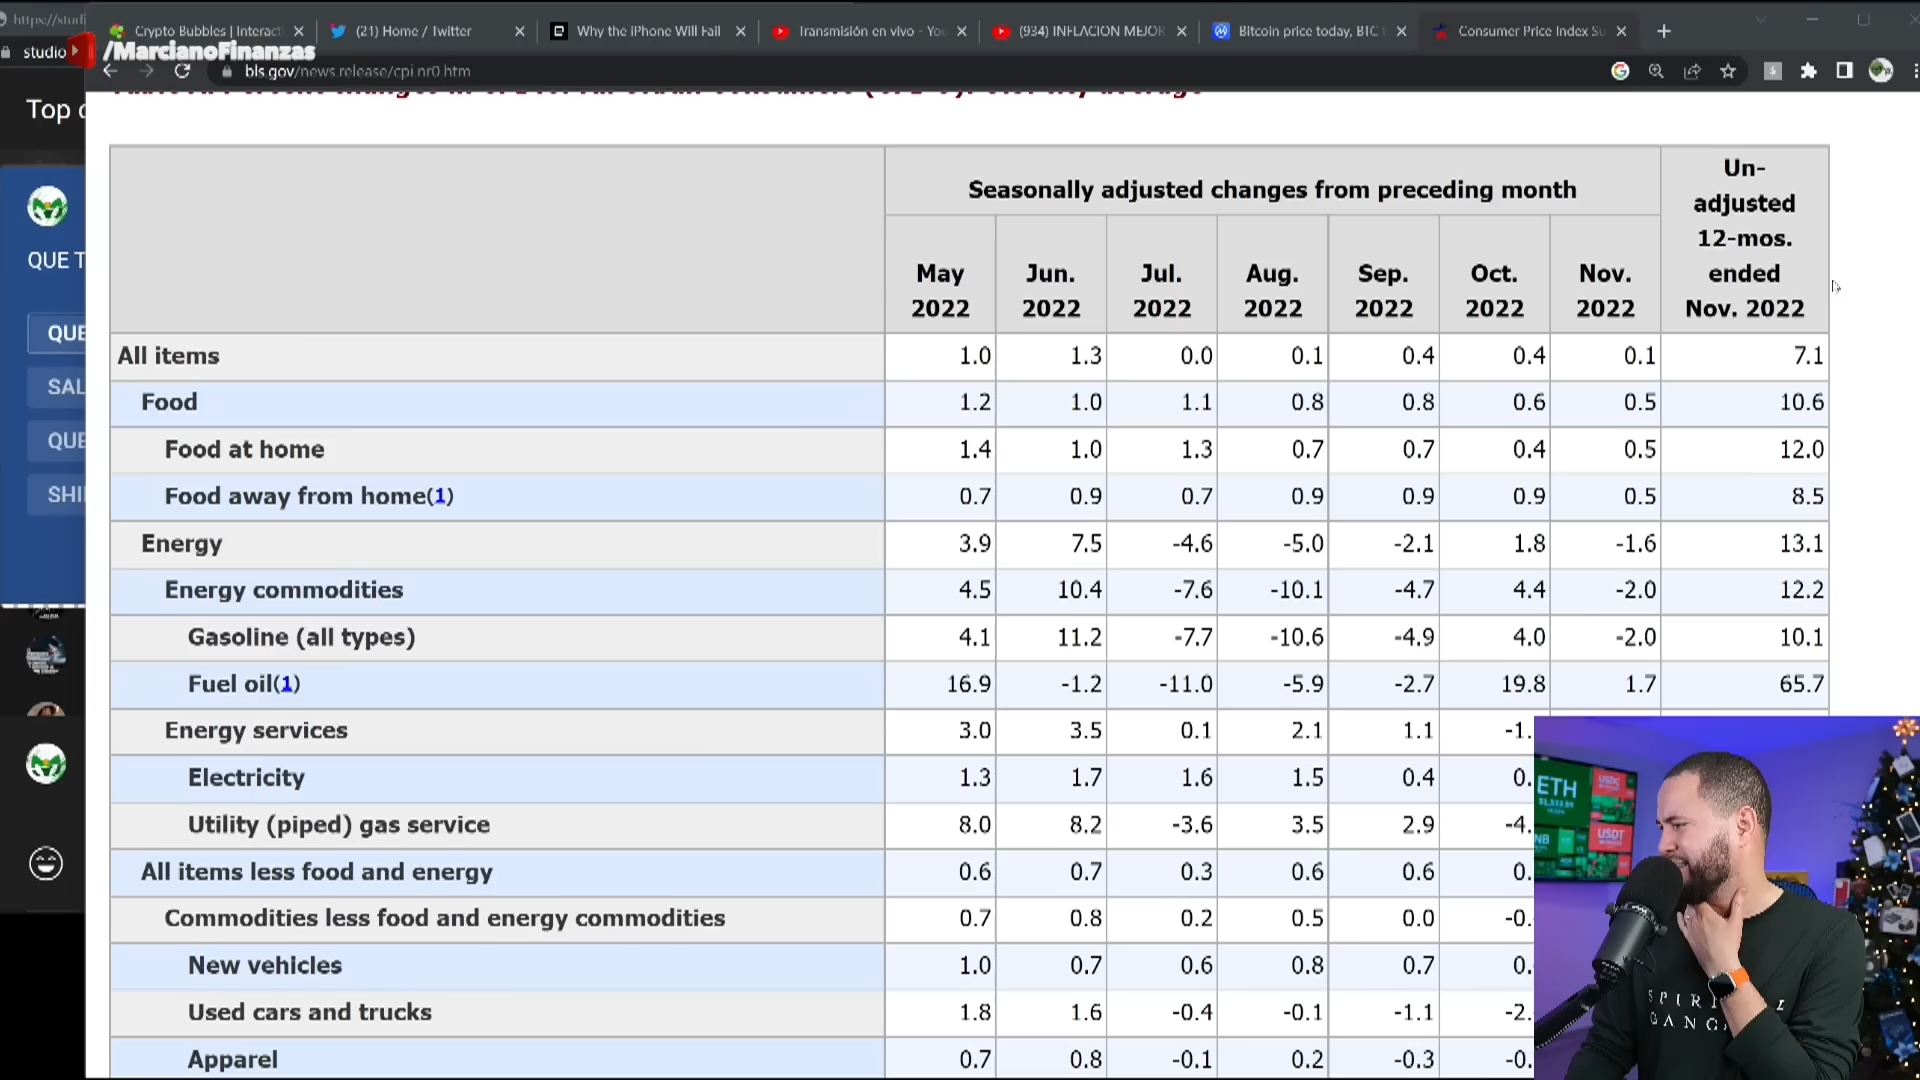 https://studi
Crypto Bubbles | Interact
(21) Home / Twitter
Why the iPhone Will Fail
Transmisión en vivo - You
(934) INFLACION MEJOR
Bitcoin price today, BTC t
Consumer Price Index Su
studio
/MarcianoFinanzas
bls.gov/news.release/cpi.nr0.htm
Top c
QUE T
QUE
SAL
QUE
SHI
Seasonally adjusted changes from preceding month
Un-
adjusted
12-mos.
ended
Nov. 2022
May 2022 Jun. 2022 Jul. 2022 Aug. 2022 Sep. 2022 Oct. 2022 Nov. 2022
All items 1.0 1.3 0.0 0.1 0.4 0.4 0.1 7.1
Food 1.2 1.0 1.1 0.8 0.8 0.6 0.5 10.6
Food at home 1.4 1.0 1.3 0.7 0.7 0.4 0.5 12.0
Food away from home(1) 0.7 0.9 0.7 0.9 0.9 0.9 0.5 8.5
Energy 3.9 7.5 -4.6 -5.0 -2.1 1.8 -1.6 13.1
Energy commodities 4.5 10.4 -7.6 -10.1 -4.7 4.4 -2.0 12.2
Gasoline (all types) 4.1 11.2 -7.7 -10.6 -4.9 4.0 -2.0 10.1
Fuel oil(1) 16.9 -1.2 -11.0 -5.9 -2.7 19.8 1.7 65.7
Energy services 3.0 3.5 0.1 2.1 1.1 -1.
Electricity 1.3 1.7 1.6 1.5 0.4 0.
Utility (piped) gas service 8.0 8.2 -3.6 3.5 2.9 -4.
All items less food and energy 0.6 0.7 0.3 0.6 0.6 0.
Commodities less food and energy commodities 0.7 0.8 0.2 0.5 0.0 -0.
New vehicles 1.0 0.7 0.6 0.8 0.7 0.
Used cars and trucks 1.8 1.6 -0.4 -0.1 -1.1 -2.
Apparel 0.7 0.8 -0.1 0.2 -0.3 -0.
ETH
USDC
NB
USDT
SPIRI L
GANG